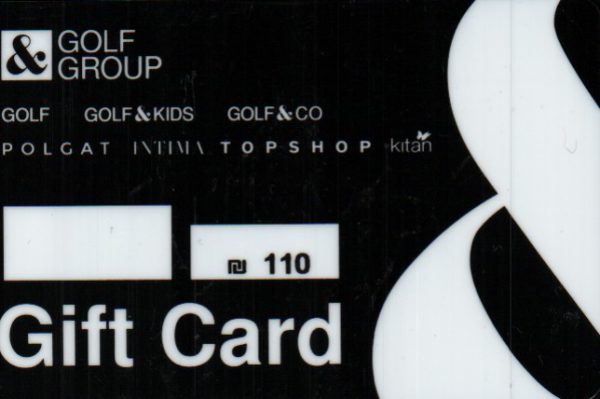 & GOLF
GROUP
GOLF GOLF&KIDS GOLF&CO
POLGAT INTIMA TOPSHOP kitan
₪ 110
Gift Card
&